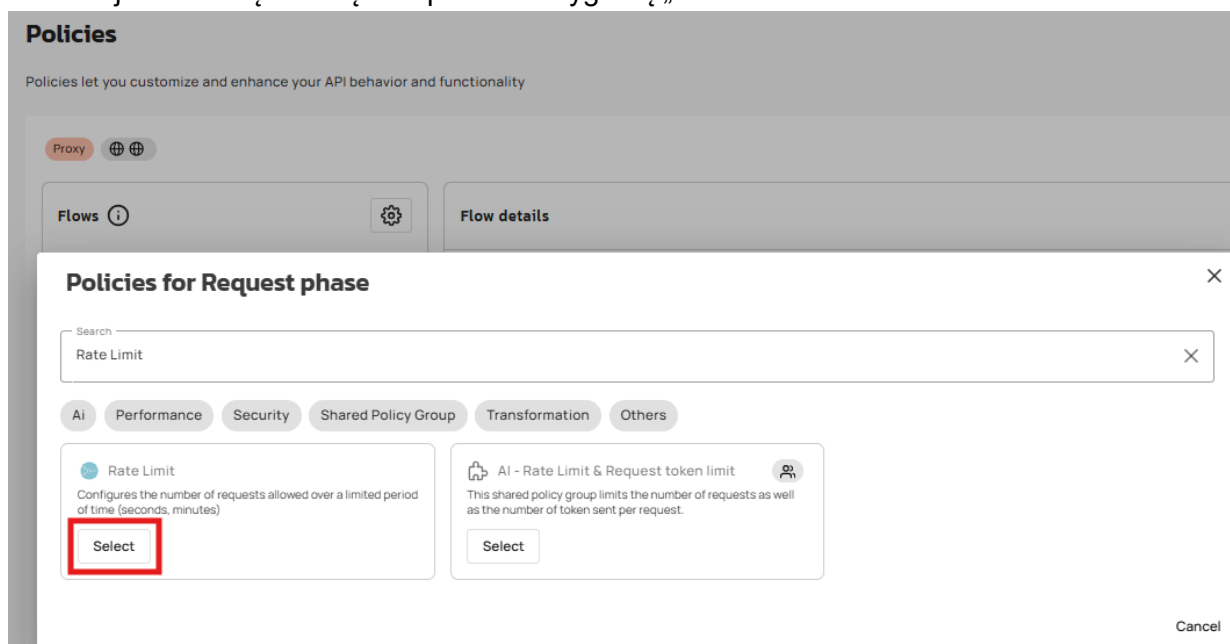 Policies
Policies let you customize and enhance your API behavior and functionality
Proxy
Flows
Flow details
Policies for Request phase
Search
Rate Limit
Ai Performance Security Shared Policy Group Transformation Others
Rate Limit
Configures the number of requests allowed over a limited period
of time (seconds, minutes)
Select
AI - Rate Limit & Request token limit
This shared policy group limits the number of requests as well
as the number of token sent per request.
Select
Cancel